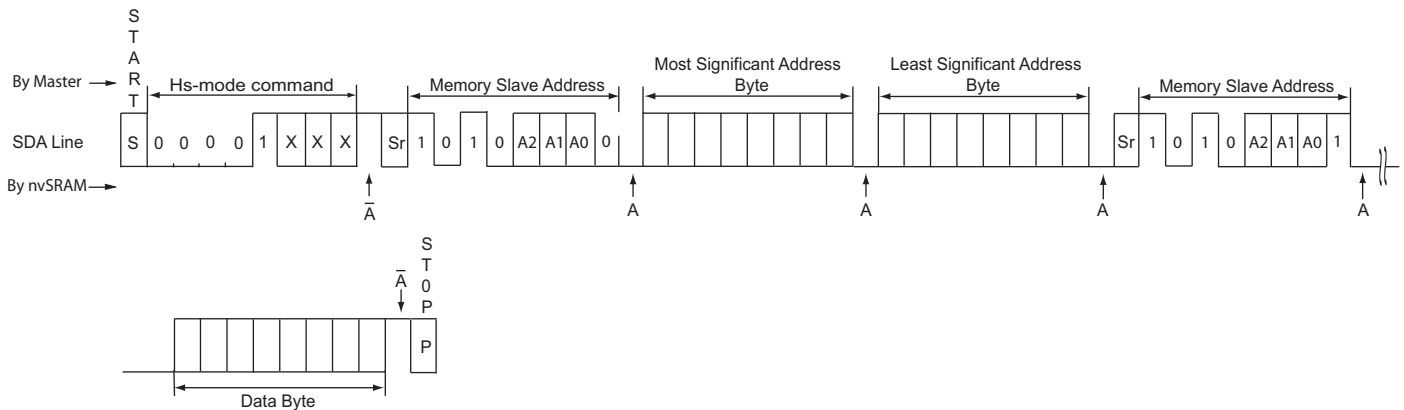 START
By Master
Hs-mode command
Memory Slave Address
Most Significant Address
Byte
Least Significant Address
Byte
Memory Slave Address
SDA Line
S 0 0 0 0 1 X X X Sr 1 0 1 0 A2 A1 A0 0 Sr 1 0 1 0 A2 A1 A0 1
By nvSRAM
A̅ A A A A
A̅
ST0P
P
Data Byte